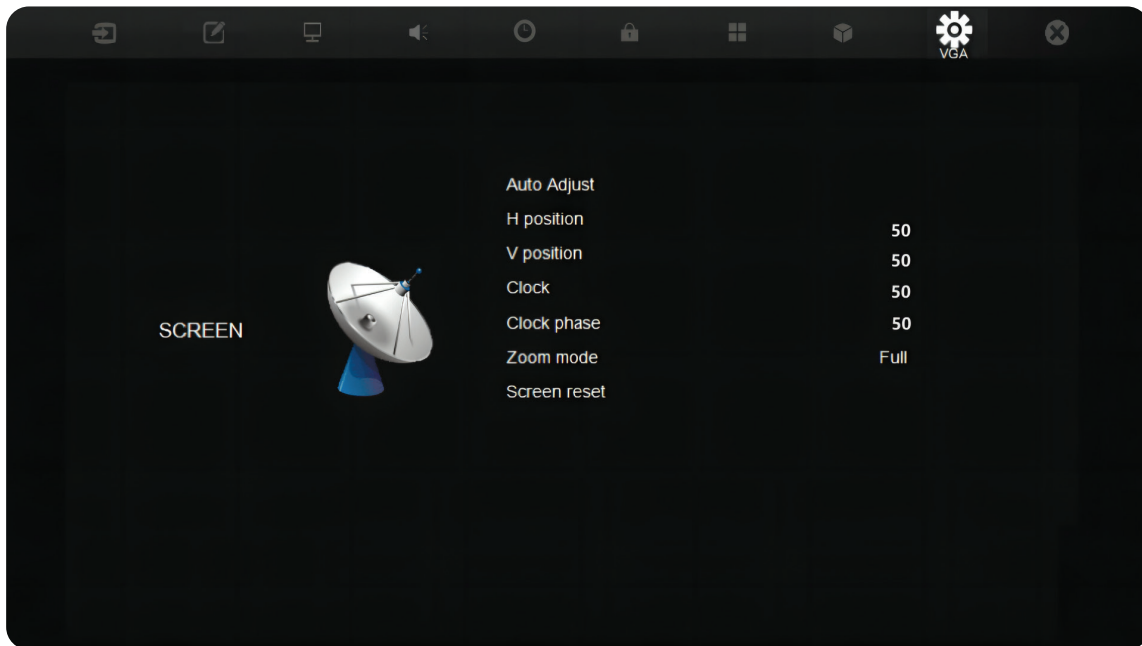 VGA
Auto Adjust
H position 50
V position 50
Clock 50
SCREEN
Clock phase 50
Zoom mode Full
Screen reset